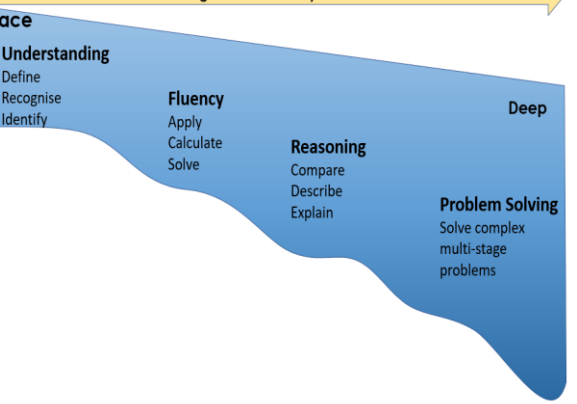 ace
Understanding
Define
Recognise
Identify
Fluency
Apply
Calculate
Solve
Deep
Reasoning
Compare
Describe
Explain
Problem Solving
Solve complex
multi-stage
problems